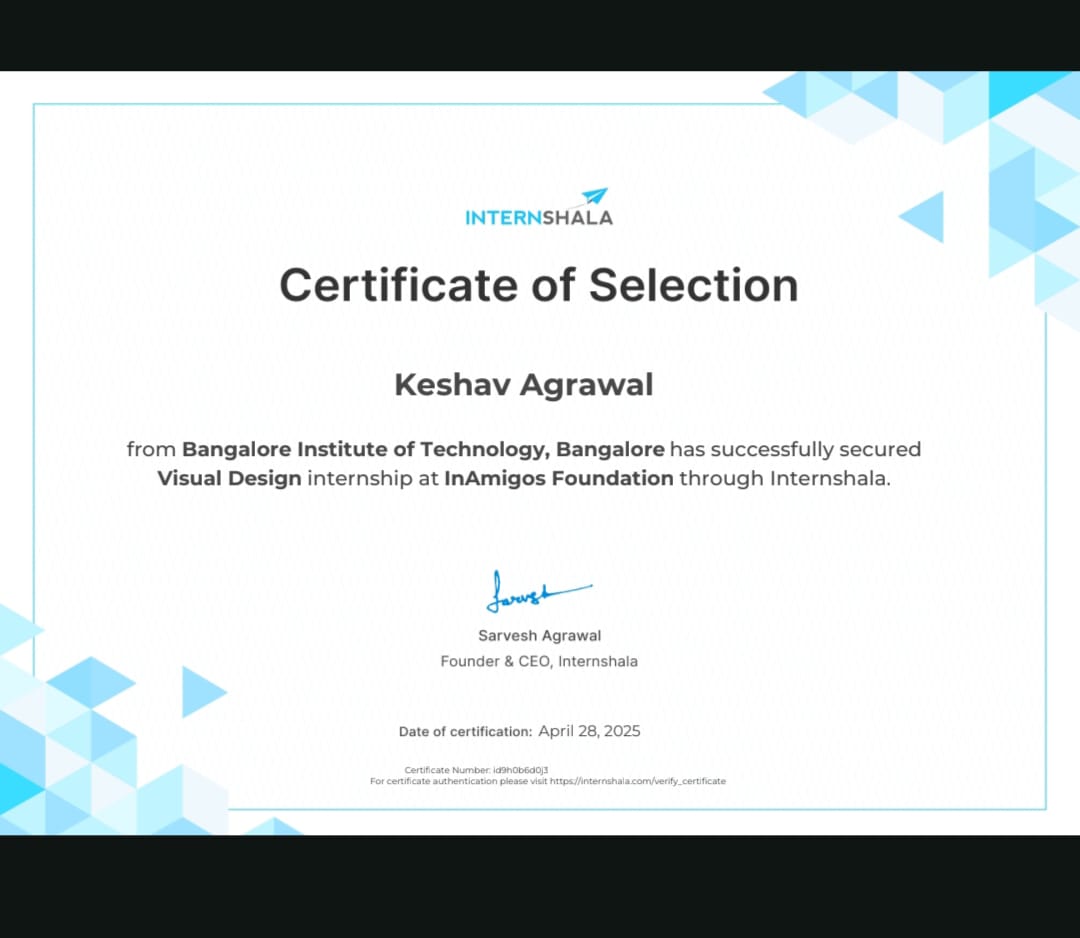 INTERNSHALA
Certificate of Selection
Keshav Agrawal
from Bangalore Institute of Technology, Bangalore has successfully secured
Visual Design internship at InAmigos Foundation through Internshala.
Sarvesh
Sarvesh Agrawal
Founder & CEO, Internshala
Date of certification: April 28, 2025
Certificate Number: id9h0b6d0j3
For certificate authentication please visit https://internshala.com/verify_certificate